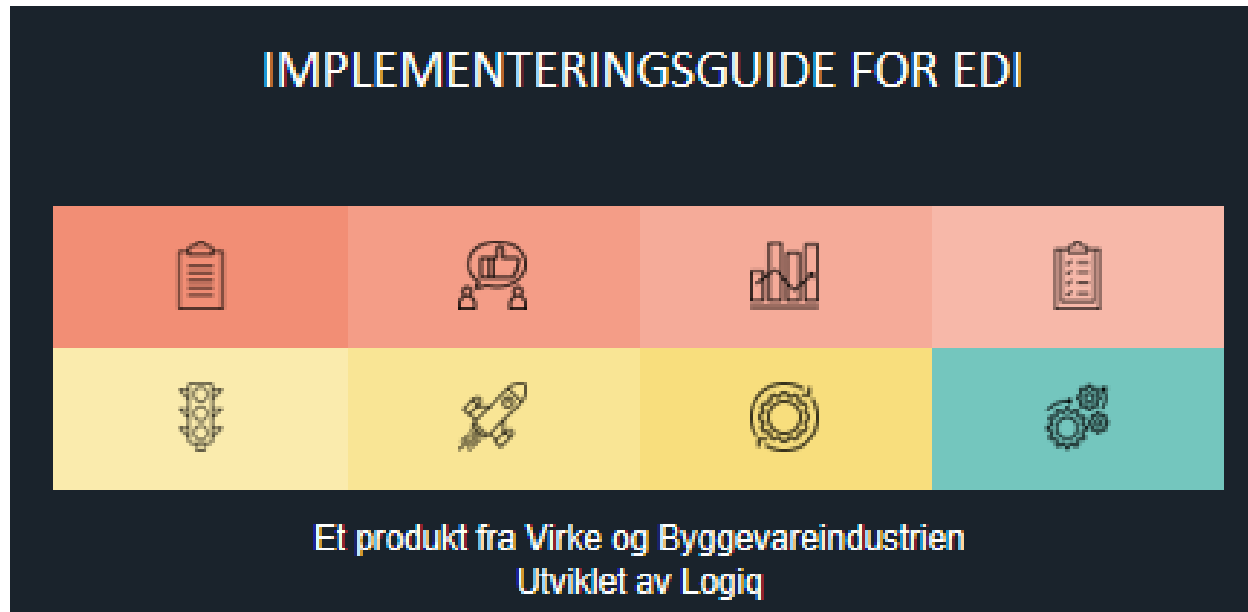 IMPLEMENTERINGSGUIDE FOR EDI
Et produkt fra Virke og Byggevareindustrien
Utviklet av Logiq